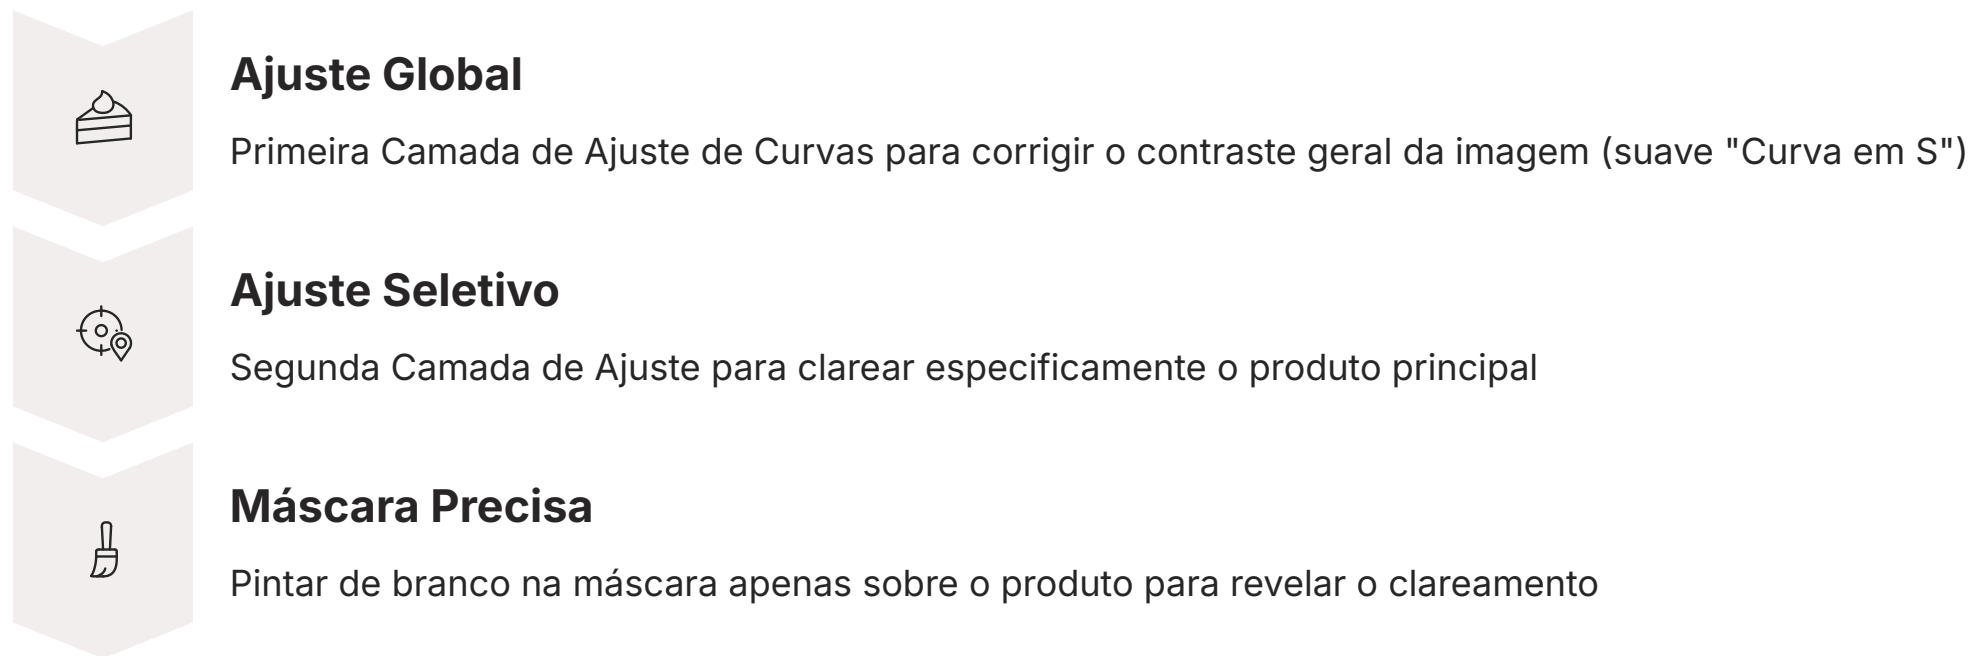 Ajuste Global
Primeira Camada de Ajuste de Curvas para corrigir o contraste geral da imagem (suave "Curva em S")
Ajuste Seletivo
Segunda Camada de Ajuste para clarear especificamente o produto principal
Máscara Precisa
Pintar de branco na máscara apenas sobre o produto para revelar o clareamento